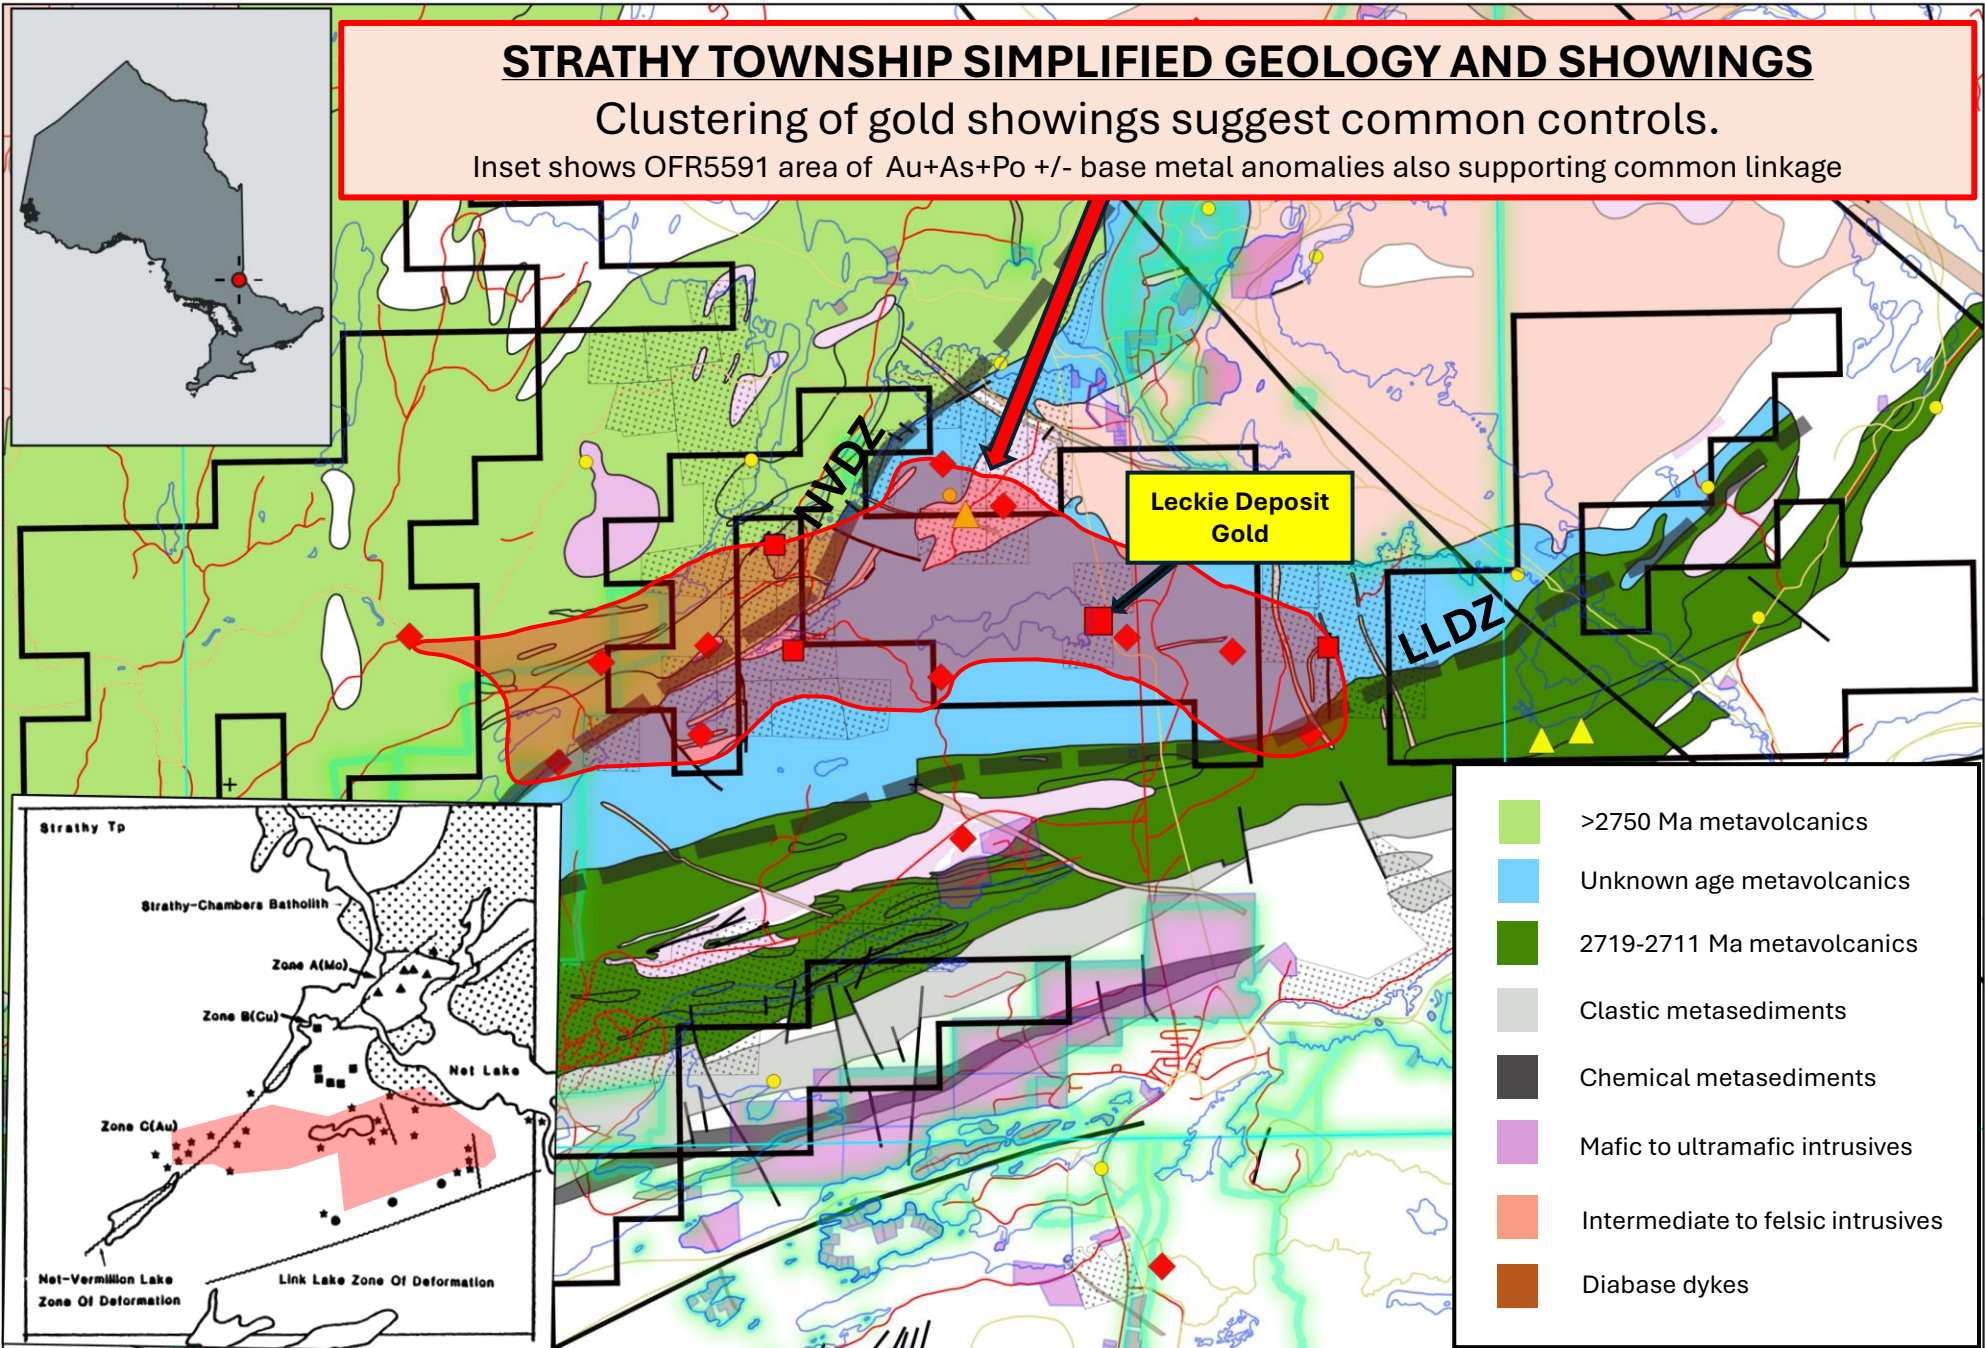 STRATHY TOWNSHIP SIMPLIFIED GEOLOGY AND SHOWINGS
Clustering of gold showings suggest common controls.
Inset shows OFR5591 area of Au+As+Po +/- base metal anomalies also supporting common linkage
NVDZ
Leckie Deposit
Gold
LLDZ
>2750 Ma metavolcanics
Unknown age metavolcanics
2719-2711 Ma metavolcanics
Clastic metasediments
Chemical metasediments
Mafic to ultramafic intrusives
Intermediate to felsic intrusives
Diabase dykes
Strathy Tp
Strathy-Chambers Batholith
Zone A(Mo)
Zone B(Cu)
Net Lake
Zone C(Au)
Net-Vermillion Lake
Zone Of Deformation
Link Lake Zone Of Deformation